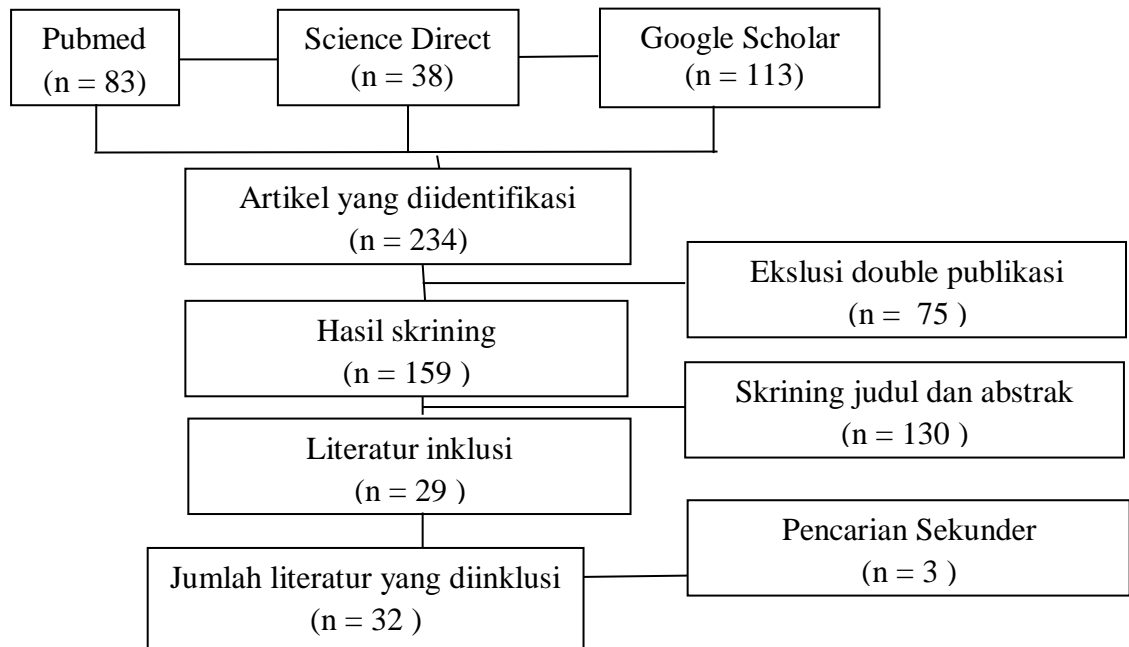 Pubmed
(n = 83)
Science Direct
(n = 38)
Google Scholar
(n = 113)
Artikel yang diidentifikasi
(n = 234)
Ekslusi double publikasi
(n =  75 )
Hasil skrining
(n = 159 )
Skrining judul dan abstrak
(n = 130 )
Literatur inklusi
(n = 29 )
Pencarian Sekunder
(n = 3 )
Jumlah literatur yang diinklusi
(n = 32 )